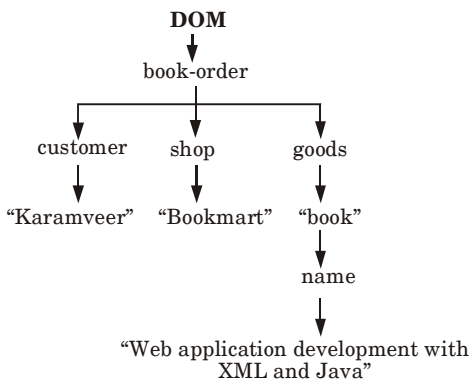 DOM
book-order
customer shop goods
“Karamveer” “Bookmart” “book”
name
“Web application development with
XML and Java”